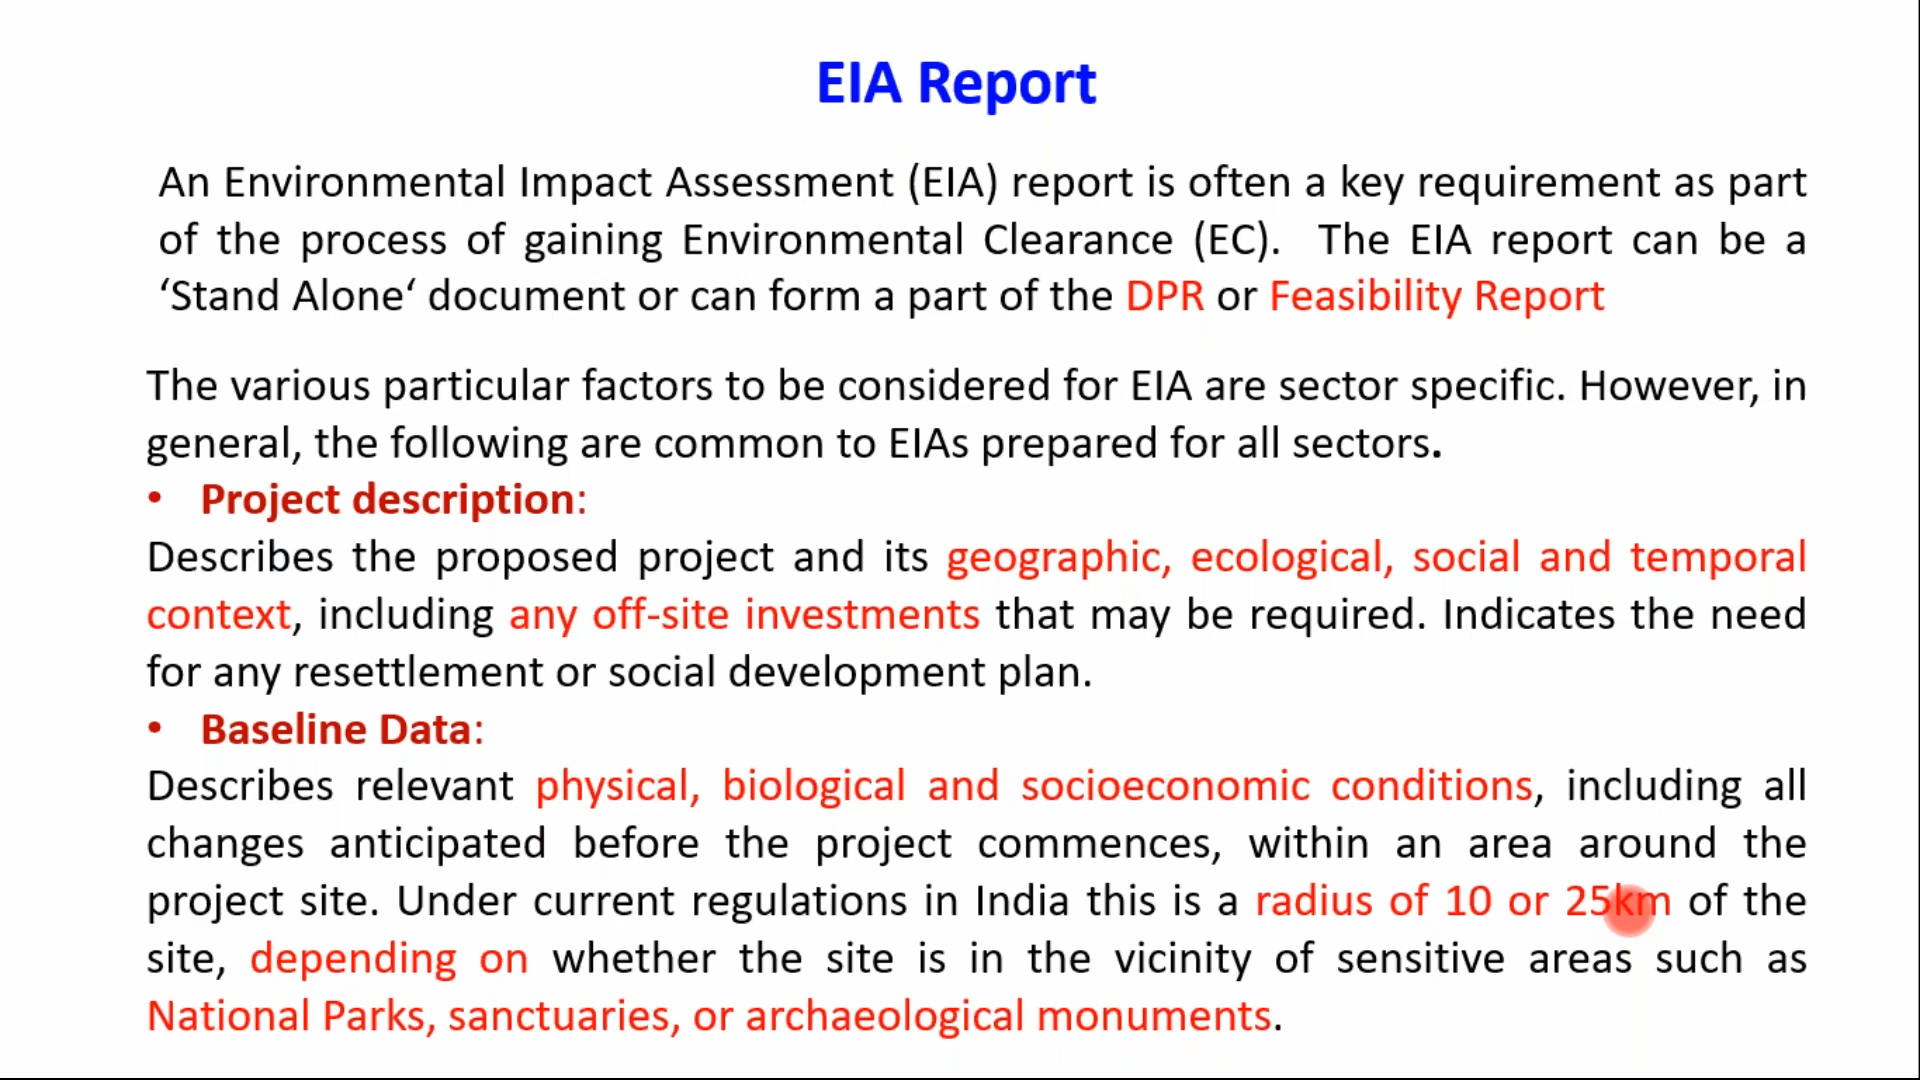 EIA Report
An Environmental Impact Assessment (EIA) report is often a key requirement as part
of the process of gaining Environmental Clearance (EC). The EIA report can be a
‘Stand Alone‘ document or can form a part of the DPR or Feasibility Report
The various particular factors to be considered for EIA are sector specific. However, in
general, the following are common to EIAs prepared for all sectors.
• Project description:
Describes the proposed project and its geographic, ecological, social and temporal
context, including any off-site investments that may be required. Indicates the need
for any resettlement or social development plan.
• Baseline Data:
Describes relevant physical, biological and socioeconomic conditions, including all
changes anticipated before the project commences, within an area around the
project site. Under current regulations in India this is a radius of 10 or 25km of the
site, depending on whether the site is in the vicinity of sensitive areas such as
National Parks, sanctuaries, or archaeological monuments.